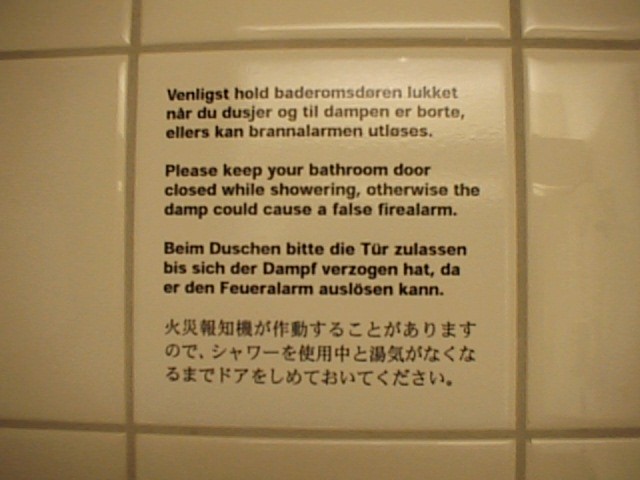 Venligst hold baderomsdøren lukket
når du dusjer og til dampen er borte,
ellers kan brannalarmen utløses.
Please keep your bathroom door
closed while showering, otherwise the
damp could cause a false firealarm.
Beim Duschen bitte die Tür zulassen
bis sich der Dampf verzogen hat, da
er den Feueralarm auslösen kann.
火災報知機が作動することがあります
ので、シャワーを使用中と湯気がなくな
るまでドアをしめておいてください。